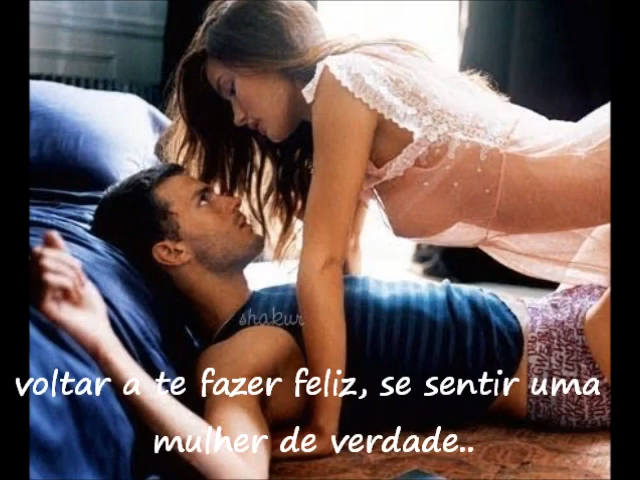 shakur
voltar a te fazer feliz, se sentir uma
mulher de verdade..